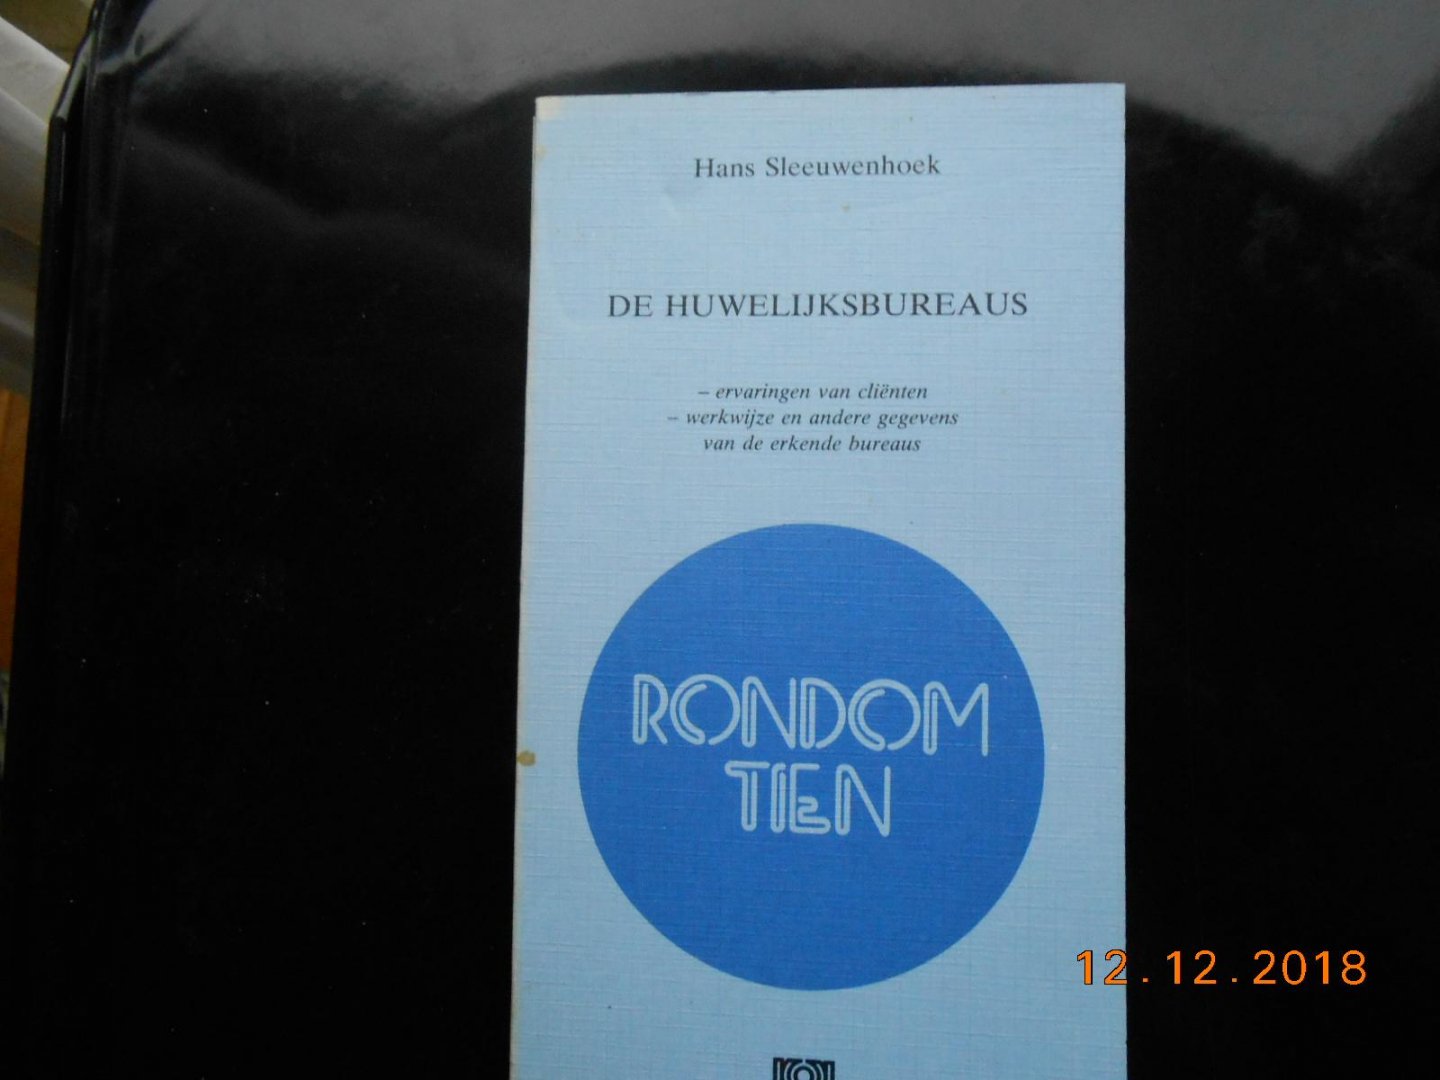 Hans Sleeuwenhoek
DE HUWELIJKSBUREAUS
– ervaringen van cliënten
– werkwijze en andere gegevens
van de erkende bureaus
RONDOM
TIEN
12.12.2018